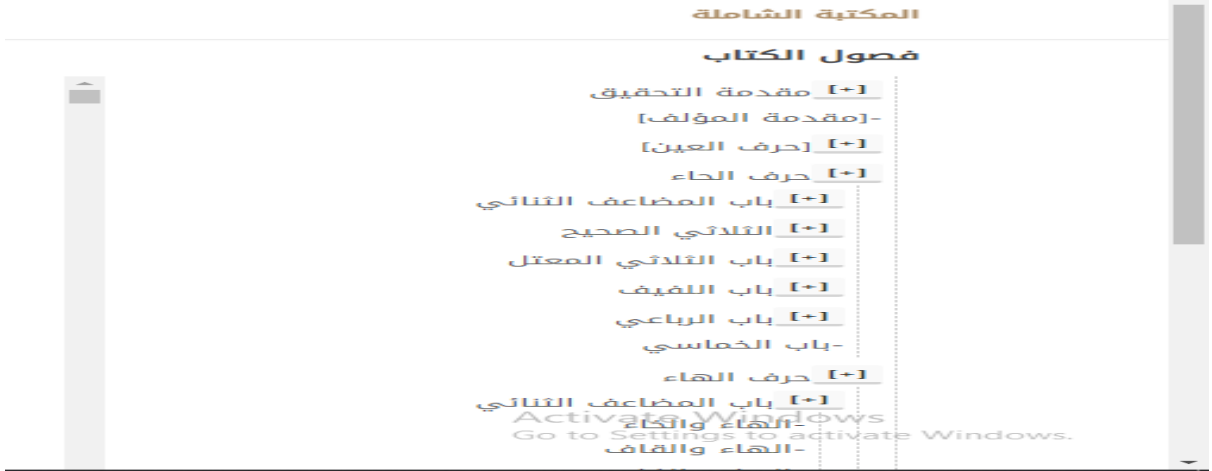 المكتبة الشاملة
فصول الكتاب
[+] مقدمة التحقيق
-[مقدمة المؤلف]
[+] [حرف العين]
[+] حرف الحاء
[+] باب المضاعف الثنائي
[+] الثلاثي الصحيح
[+] باب الثلاثي المعتل
[+] باب اللفيف
[+] باب الرباعي
-باب الخماسي
[+] حرف الهاء
[+] باب المضاعف الثنائي
Activate Windows
-الهاء والخاء
Go to Settings to activate Windows.
-الهاء والقاف